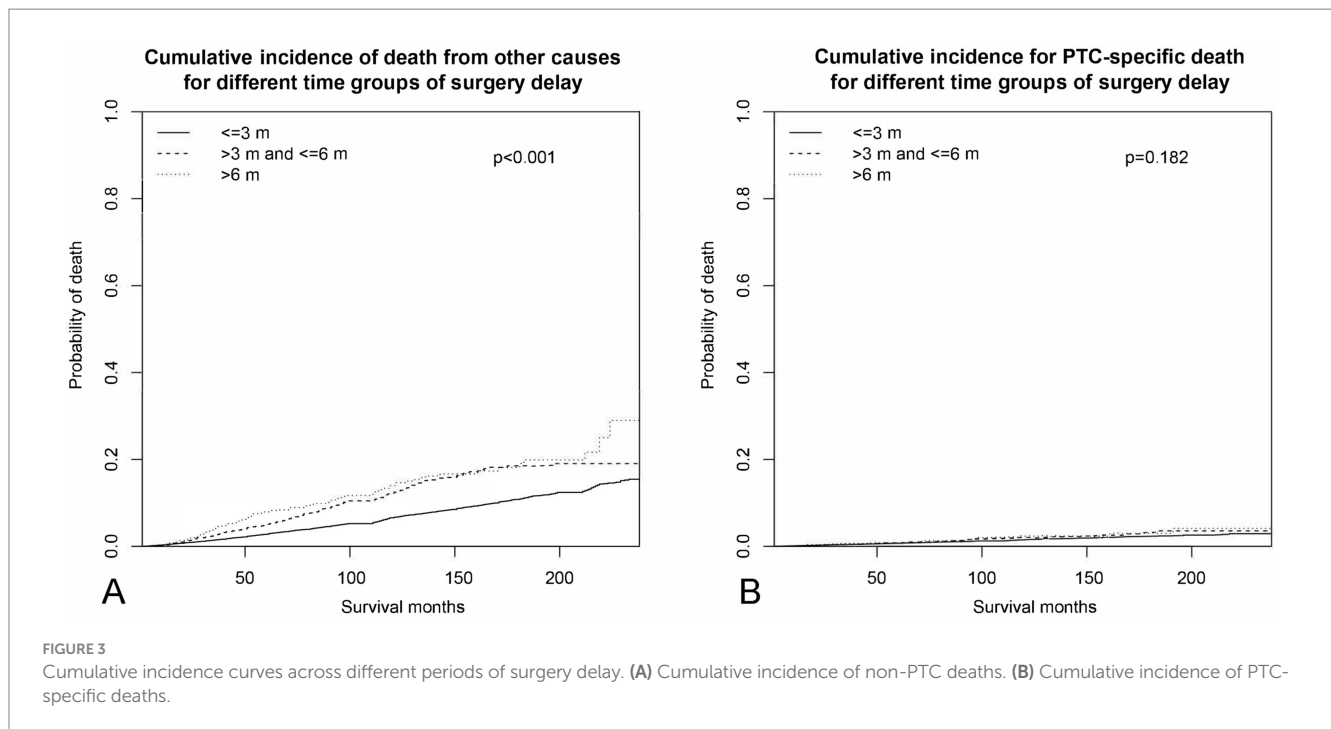 Cumulative incidence of death from other causes
for different time groups of surgery delay
1.0
0.8
0.6
0.4
0.2
0.0
Probability of death
<=3 m
>3 m and <=6 m
>6 m
p<0.001
50
100
150
200
Survival months
A
Cumulative incidence for PTC-specific death
for different time groups of surgery delay
1.0
0.8
0.6
0.4
0.2
0.0
Probability of death
<=3 m
>3 m and <=6 m
>6 m
p=0.182
50
100
150
200
Survival months
B
FIGURE 3
Cumulative incidence curves across different periods of surgery delay. (A) Cumulative incidence of non-PTC deaths. (B) Cumulative incidence of PTC-
specific deaths.